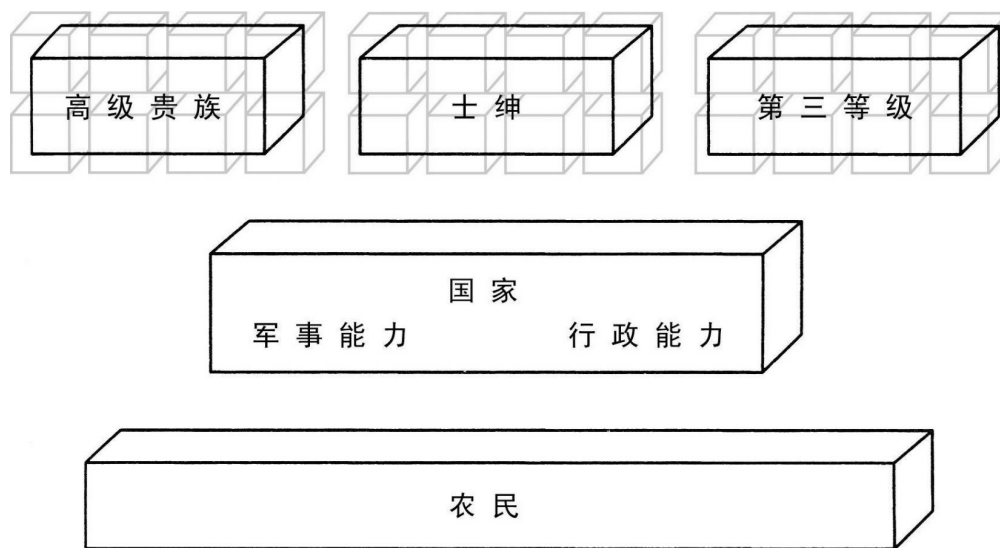 高级贵族
士绅
第三等级
国家
军事能力 行政能力
农民